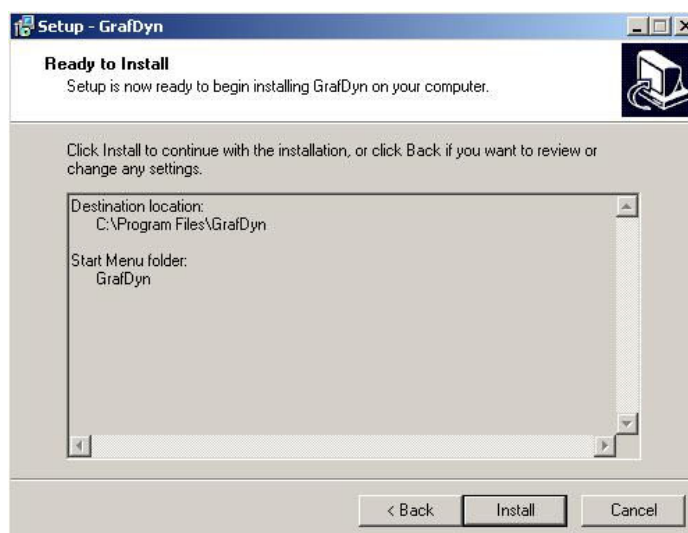 Setup - GrafDyn
Ready to Install
Setup is now ready to begin installing GrafDyn on your computer.
Click Install to continue with the installation, or click Back if you want to review or
change any settings.
Destination location:
C:\Program Files\GrafDyn
Start Menu folder:
GrafDyn
< Back
Install
Cancel